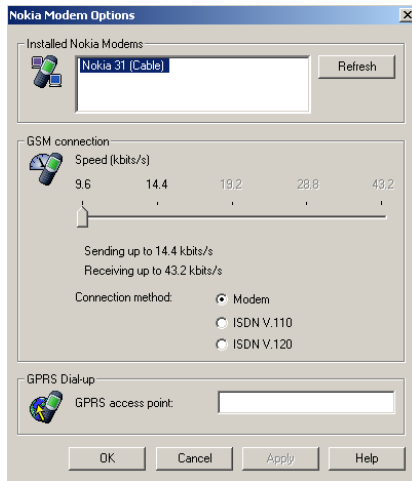 Nokia Modem Options
Installed Nokia Modems
Nokia 31 (Cable)
Refresh
GSM connection
Speed (kbits/s)
9.6 14.4 19.2 28.8 43.2
Sending up to 14.4 kbits/s
Receiving up to 43.2 kbits/s
Connection method: Modem
ISDN V.110
ISDN V.120
GPRS Dial-up
GPRS access point:
OK Cancel Apply Help